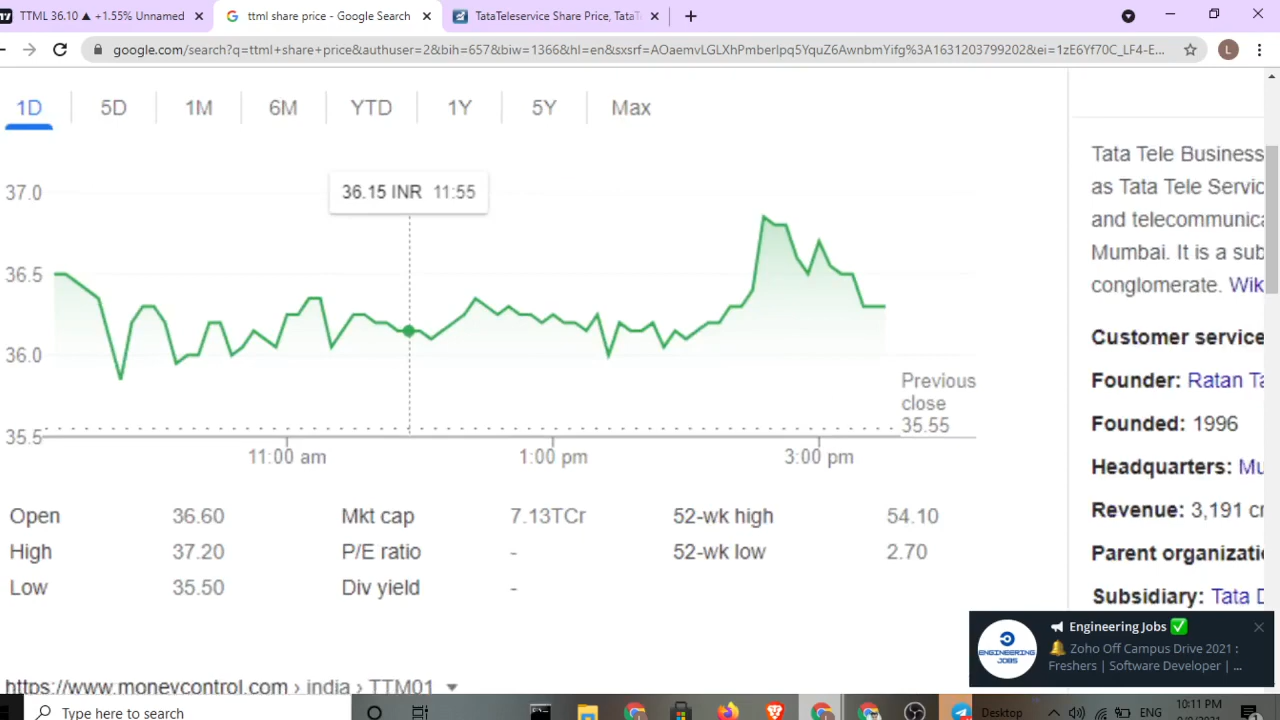 TTML 36.10 ▲ +1.55% Unnamed
ttml share price - Google Search
TataTeleservice Share Price, TataT
google.com/search?q=ttml+share+price&authuser=2&bih=657&biw=1366&hl=en&sxsrf=AOaemvLGLXhPmberIpq5YquZ6AwnbmYifg%3A1631203799202&ei=1zE6Yf70C_LF4-E...
L
1D 5D 1M 6M YTD 1Y 5Y Max
36.15 INR 11:55
37.0
36.5
36.0
35.5
Previous
close
35.55
11:00 am 1:00 pm 3:00 pm
Open 36.60 Mkt cap 7.13TCr 52-wk high 54.10
High 37.20 P/E ratio - 52-wk low 2.70
Low 35.50 Div yield -
https://www.moneycontrol.com › india › TTM01
Tata Tele Business
as Tata Tele Servic
and telecommunica
Mumbai. It is a sub
conglomerate. Wik
Customer service
Founder: Ratan Ta
Founded: 1996
Headquarters: Mu
Revenue: 3,191 cr
Parent organizati
Subsidiary: Tata D
Engineering Jobs ✅
ENGINEERING
JOBS
🔔 Zoho Off Campus Drive 2021 :
Freshers | Software Developer | ...
Type here to search
Desktop
ENG
10:11 PM